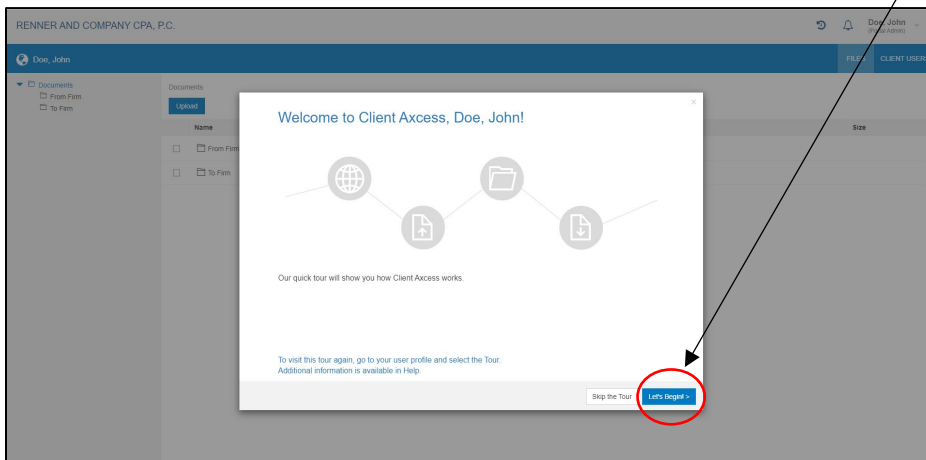 RENNER AND COMPANY CPA, P.C.
Doe, John
(Portal Admin)
Doe, John
FILES
CLIENT USERS
Documents
From Firm
To Firm
Documents
Upload
Name
Size
From Firm
To Firm
Welcome to Client Axcess, Doe, John!
Our quick tour will show you how Client Axcess works.
To visit this tour again, go to your user profile and select the Tour.
Additional information is available in Help.
Skip the Tour
Let's Begin! >